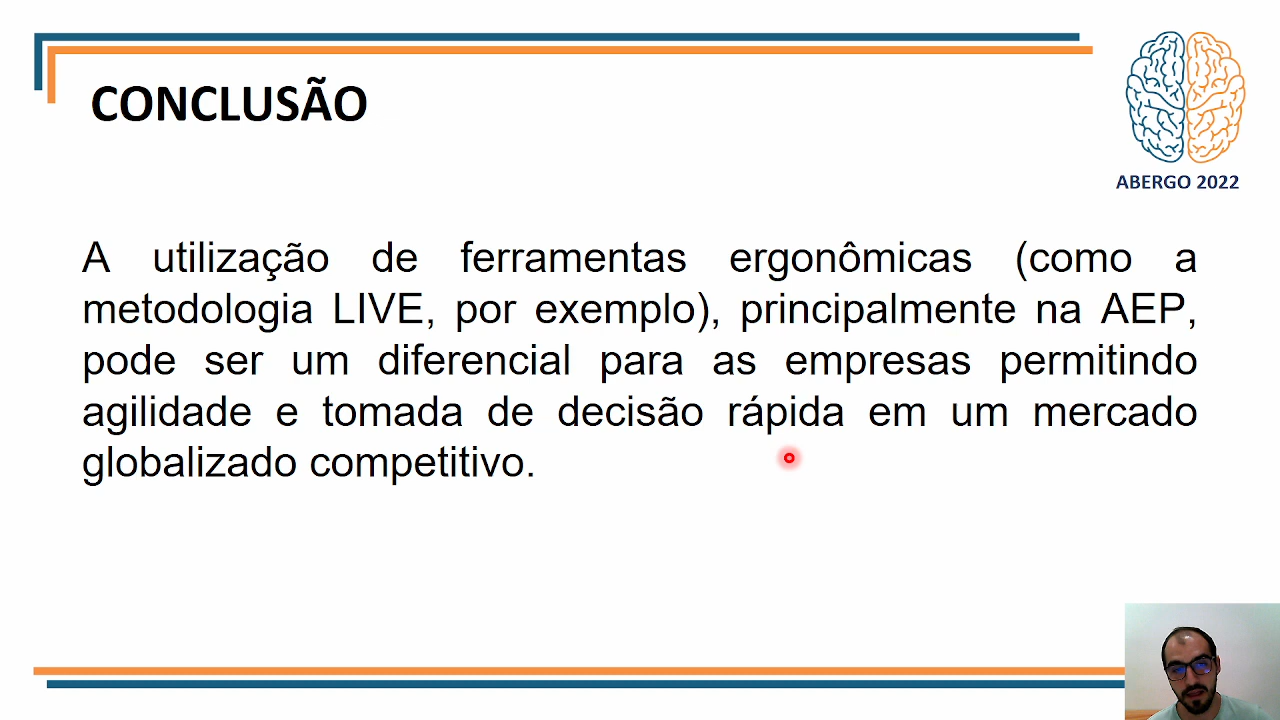 CONCLUSÃO
ABERGO 2022
A utilização de ferramentas ergonômicas (como a
metodologia LIVE, por exemplo), principalmente na AEP,
pode ser um diferencial para as empresas permitindo
agilidade e tomada de decisão rápida em um mercado
globalizado competitivo.